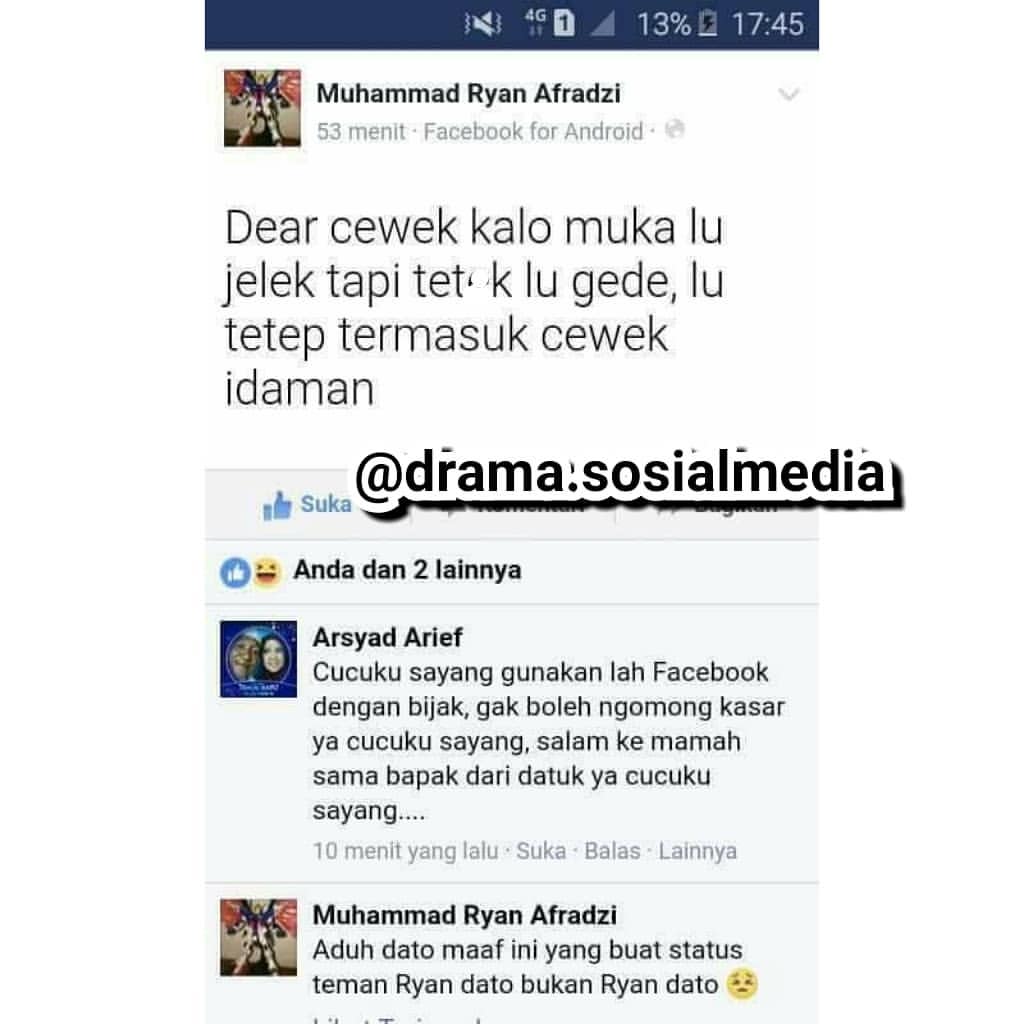 4G 1 13% 17:45
Muhammad Ryan Afradzi
53 menit · Facebook for Android ·
Dear cewek kalo muka lu
jelek tapi tet k lu gede, lu
tetep termasuk cewek
idaman
@drama.sosialmedia
Suka
Anda dan 2 lainnya
Arsyad Arief
Cucuku sayang gunakan lah Facebook
dengan bijak, gak boleh ngomong kasar
ya cucuku sayang, salam ke mamah
sama bapak dari datuk ya cucuku
sayang....
10 menit yang lalu · Suka · Balas · Lainnya
Muhammad Ryan Afradzi
Aduh dato maaf ini yang buat status
teman Ryan dato bukan Ryan dato 😣